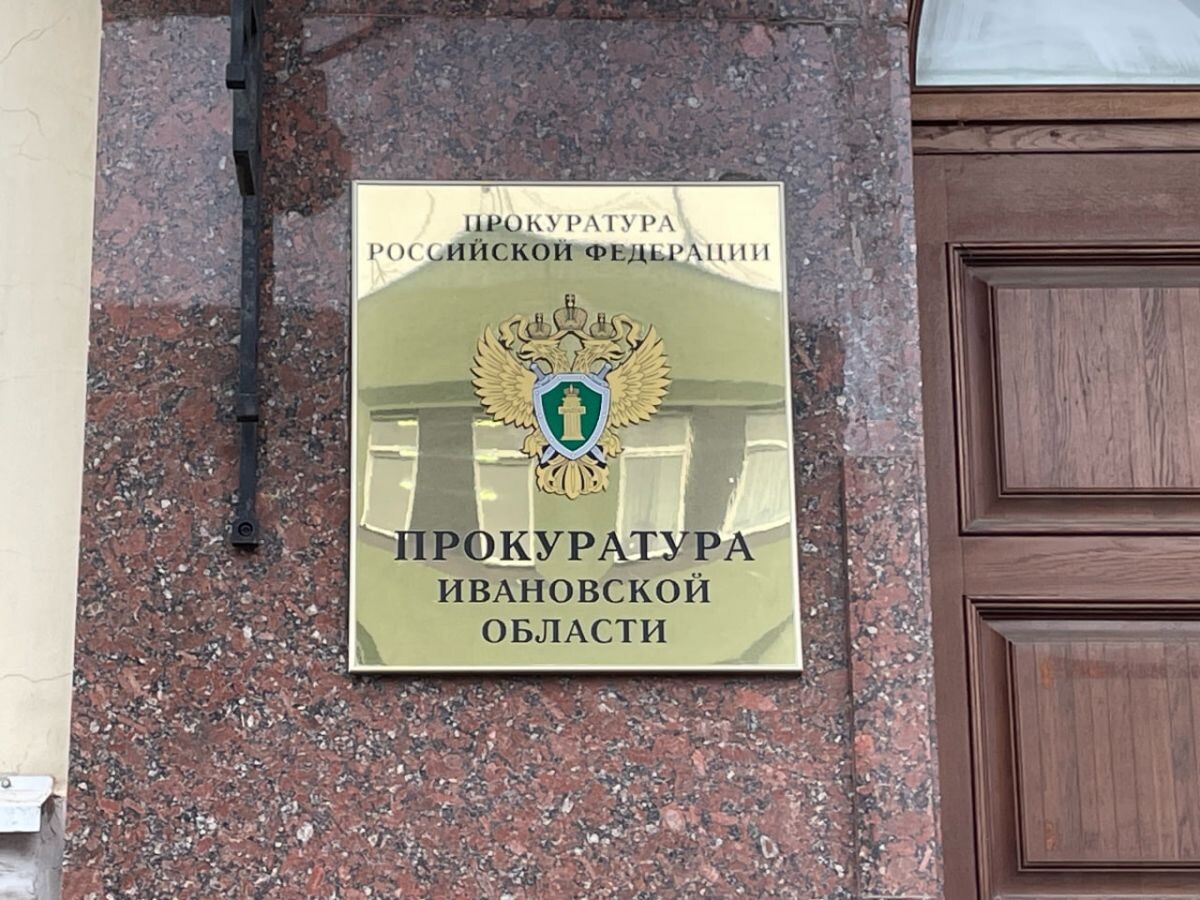 ПРОКУРАТУРА
РОССИЙСКОЙ ФЕДЕРАЦИИ
ПРОКУРАТУРА
ИВАНОВСКОЙ
ОБЛАСТИ